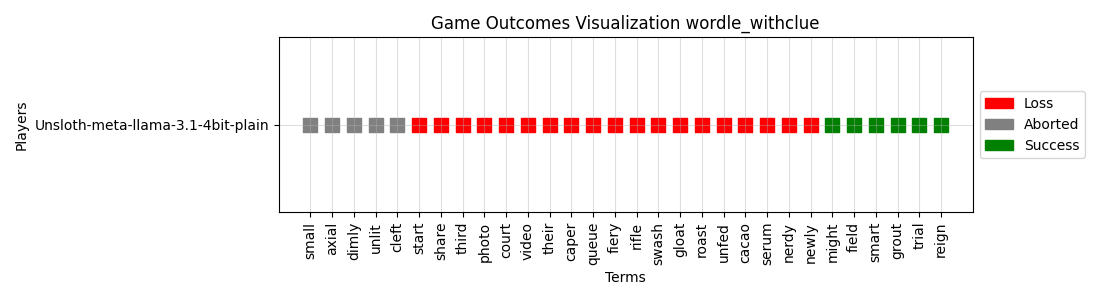 Game Outcomes Visualization wordle_withclue
Players
Unsloth-meta-llama-3.1-4bit-plain
Loss
Aborted
Success
small
axial
dimly
unlit
cleft
start
share
third
photo
court
video
their
caper
queue
fiery
rifle
swash
gloat
roast
unfed
cacao
serum
nerdy
newly
might
field
smart
grout
trial
reign
Terms